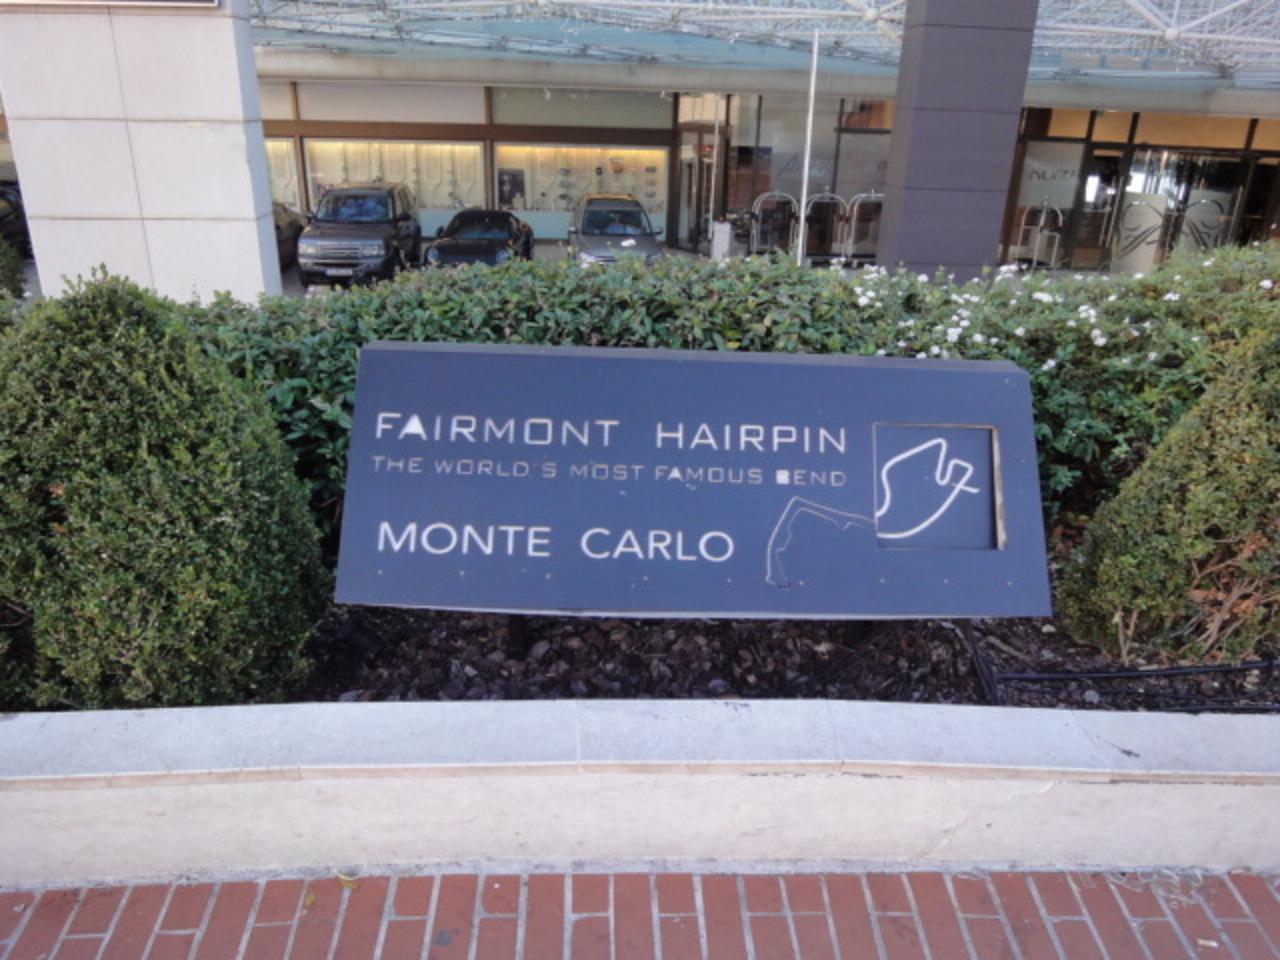 FAIRMONT HAIRPIN
THE WORLD'S MOST FAMOUS BEND
MONTE CARLO